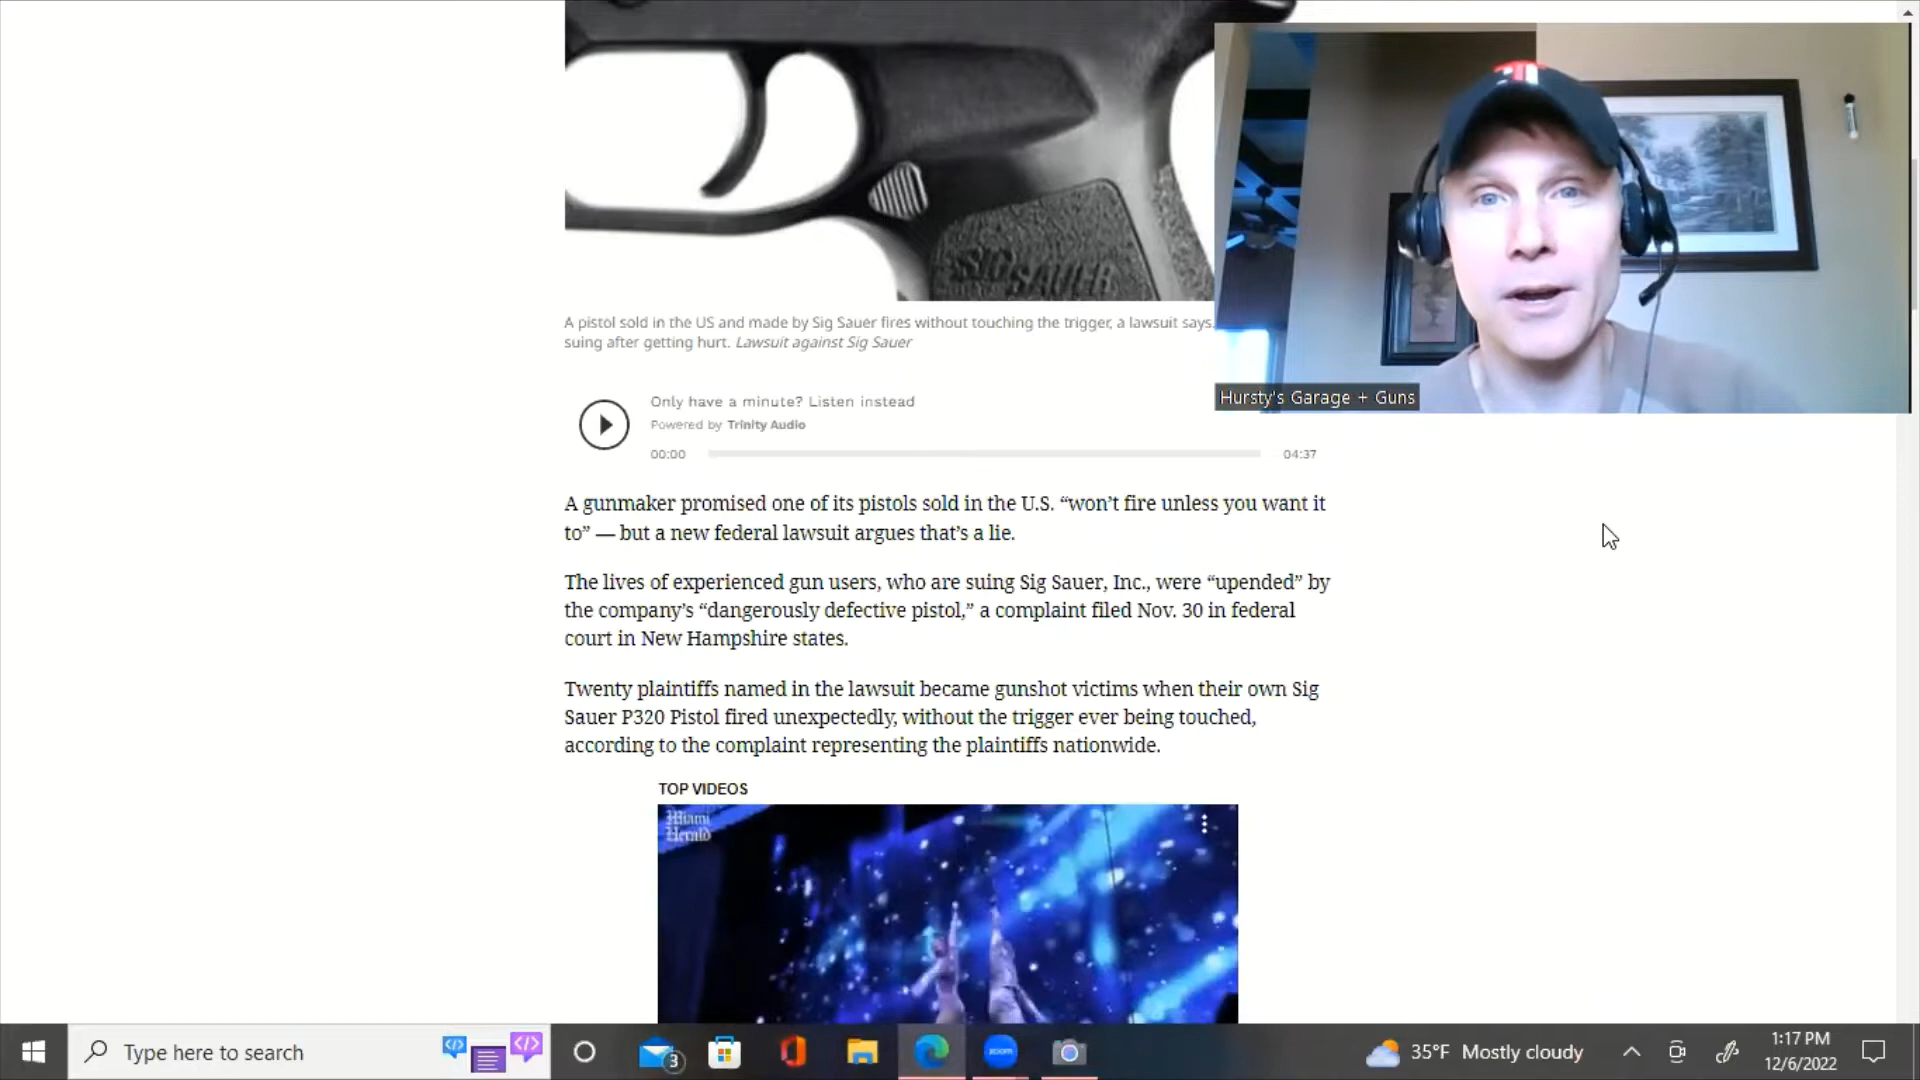 SIG SAUER
Hursty's Garage + Guns
A pistol sold in the US and made by Sig Sauer fires without touching the trigger, a lawsuit says.
suing after getting hurt. Lawsuit against Sig Sauer
Only have a minute? Listen instead
Powered by Trinity Audio
00:00
04:37
A gunmaker promised one of its pistols sold in the U.S. “won’t fire unless you want it
to” — but a new federal lawsuit argues that’s a lie.
The lives of experienced gun users, who are suing Sig Sauer, Inc., were “upended” by
the company’s “dangerously defective pistol,” a complaint filed Nov. 30 in federal
court in New Hampshire states.
Twenty plaintiffs named in the lawsuit became gunshot victims when their own Sig
Sauer P320 Pistol fired unexpectedly, without the trigger ever being touched,
according to the complaint representing the plaintiffs nationwide.
TOP VIDEOS
Miami
Herald
Type here to search
3
zoom
35°F Mostly cloudy
1:17 PM
12/6/2022